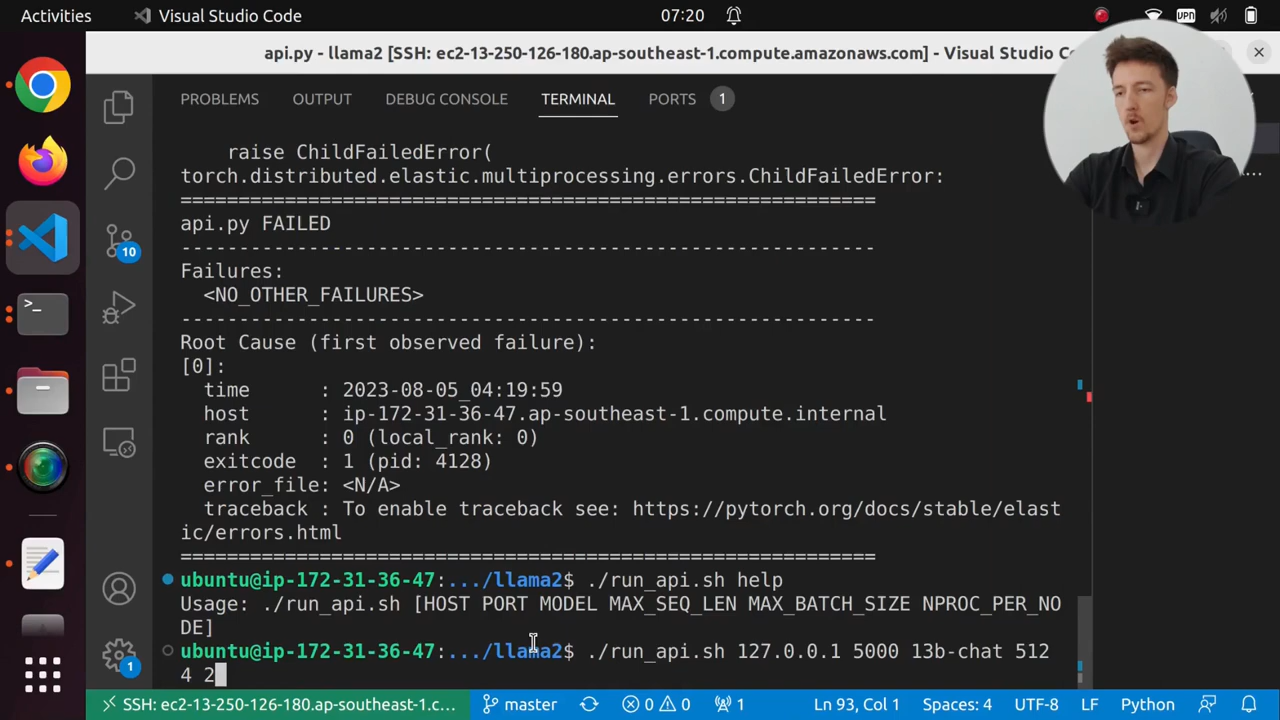 Activities
Visual Studio Code
07:20
VPN
api.py - llama2 [SSH: ec2-13-250-126-180.ap-southeast-1.compute.amazonaws.com] - Visual Studio Co
PROBLEMS OUTPUT DEBUG CONSOLE TERMINAL PORTS 1
raise ChildFailedError(
torch.distributed.elastic.multiprocessing.errors.ChildFailedError:
============================================================
api.py FAILED
------------------------------------------------------------
Failures:
<NO_OTHER_FAILURES>
------------------------------------------------------------
Root Cause (first observed failure):
[0]:
time : 2023-08-05_04:19:59
host : ip-172-31-36-47.ap-southeast-1.compute.internal
rank : 0 (local_rank: 0)
exitcode : 1 (pid: 4128)
error_file: <N/A>
traceback : To enable traceback see: https://pytorch.org/docs/stable/elast
ic/errors.html
============================================================
ubuntu@ip-172-31-36-47:.../llama2$ ./run_api.sh help
Usage: ./run_api.sh [HOST PORT MODEL MAX_SEQ_LEN MAX_BATCH_SIZE NPROC_PER_NO
DE]
ubuntu@ip-172-31-36-47:.../llama2$ ./run_api.sh 127.0.0.1 5000 13b-chat 512
4 2
10
1
SSH: ec2-13-250-126-180.ap-southeast-1.c... master 0 0 1 Ln 93, Col 1 Spaces: 4 UTF-8 LF Python